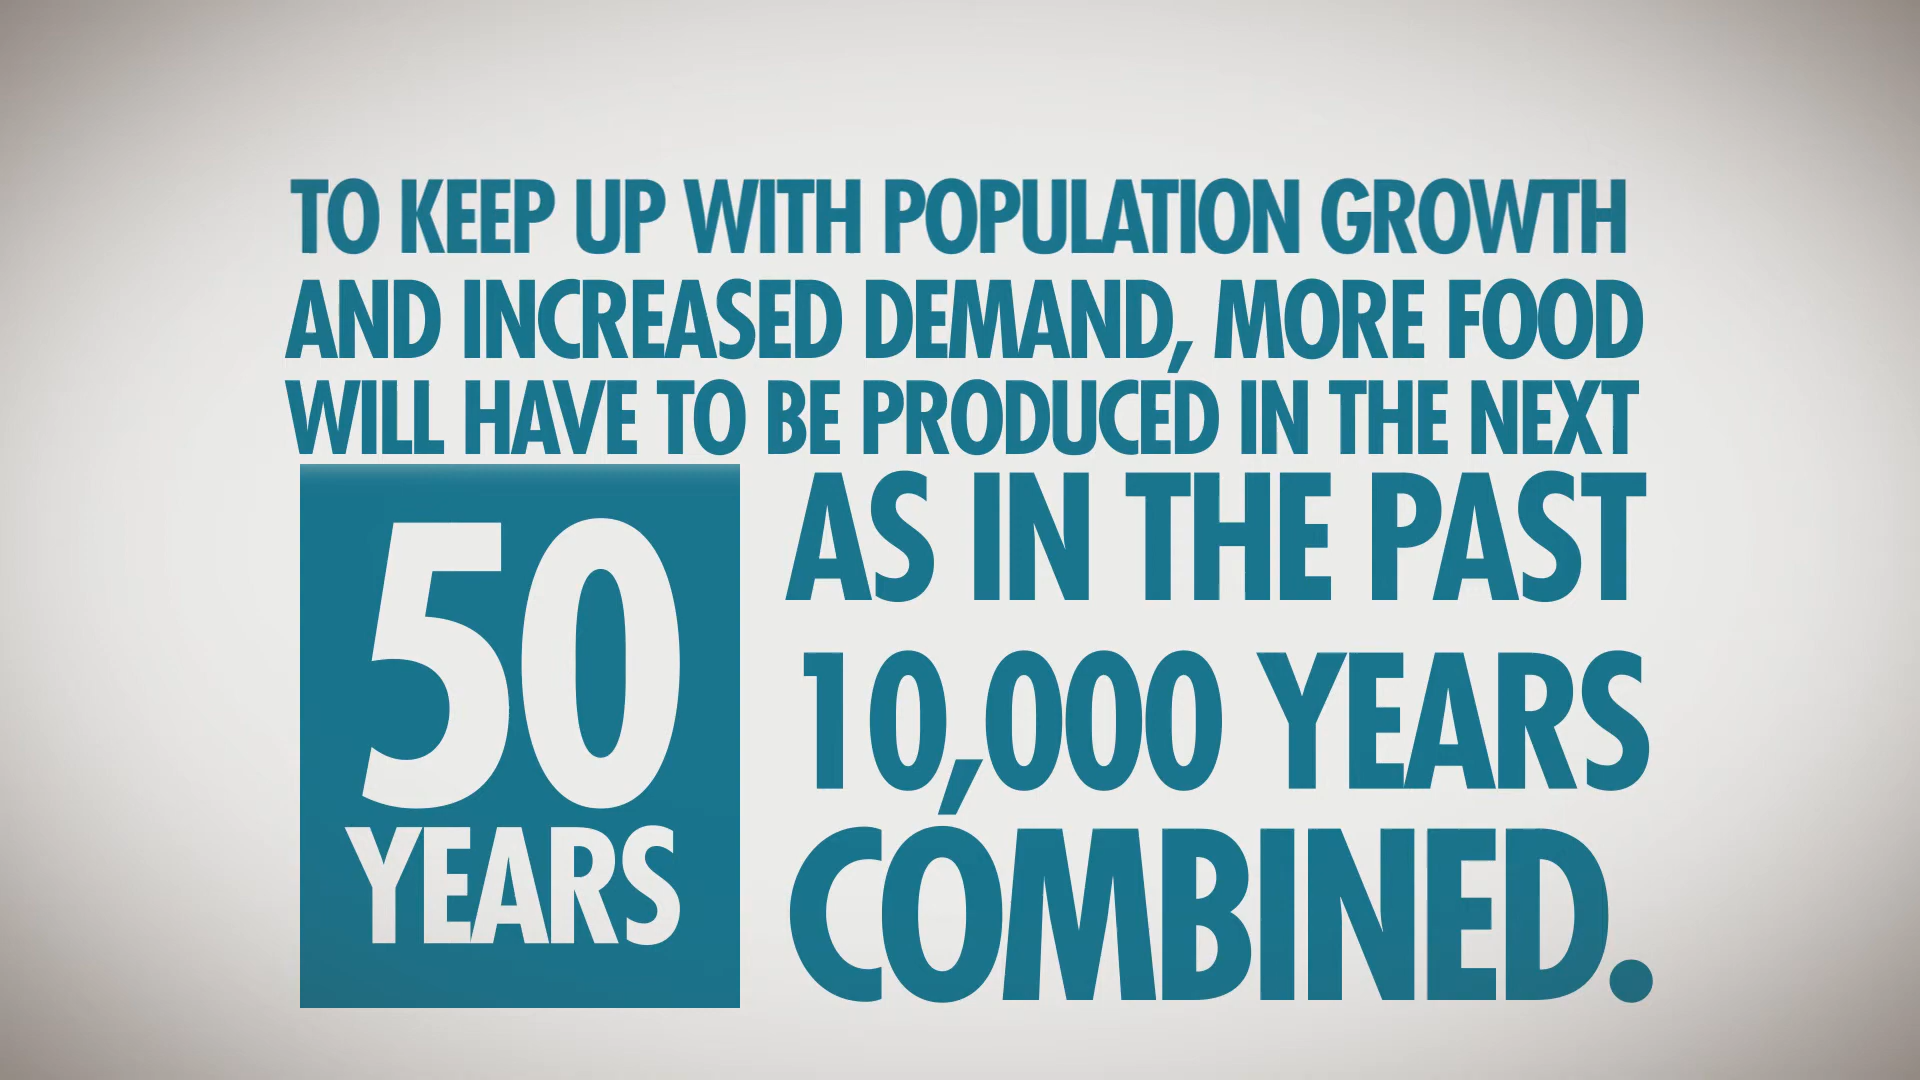 TO KEEP UP WITH POPULATION GROWTH
AND INCREASED DEMAND, MORE FOOD
WILL HAVE TO BE PRODUCED IN THE NEXT
50
YEARS
AS IN THE PAST
10,000 YEARS
COMBINED.